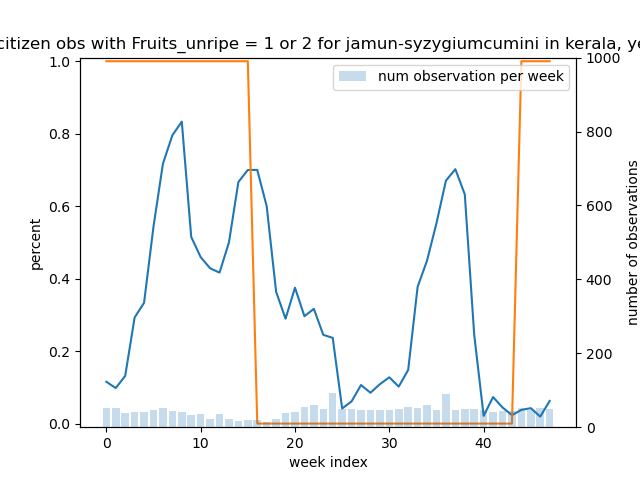 citizen obs with Fruits_unripe = 1 or 2 for jamun-syzygiumcumini in kerala,
num observation per week
1.0
0.8
0.6
0.4
0.2
0.0
percent
1000
800
600
400
200
0
number of observations
0 10 20 30 40
week index